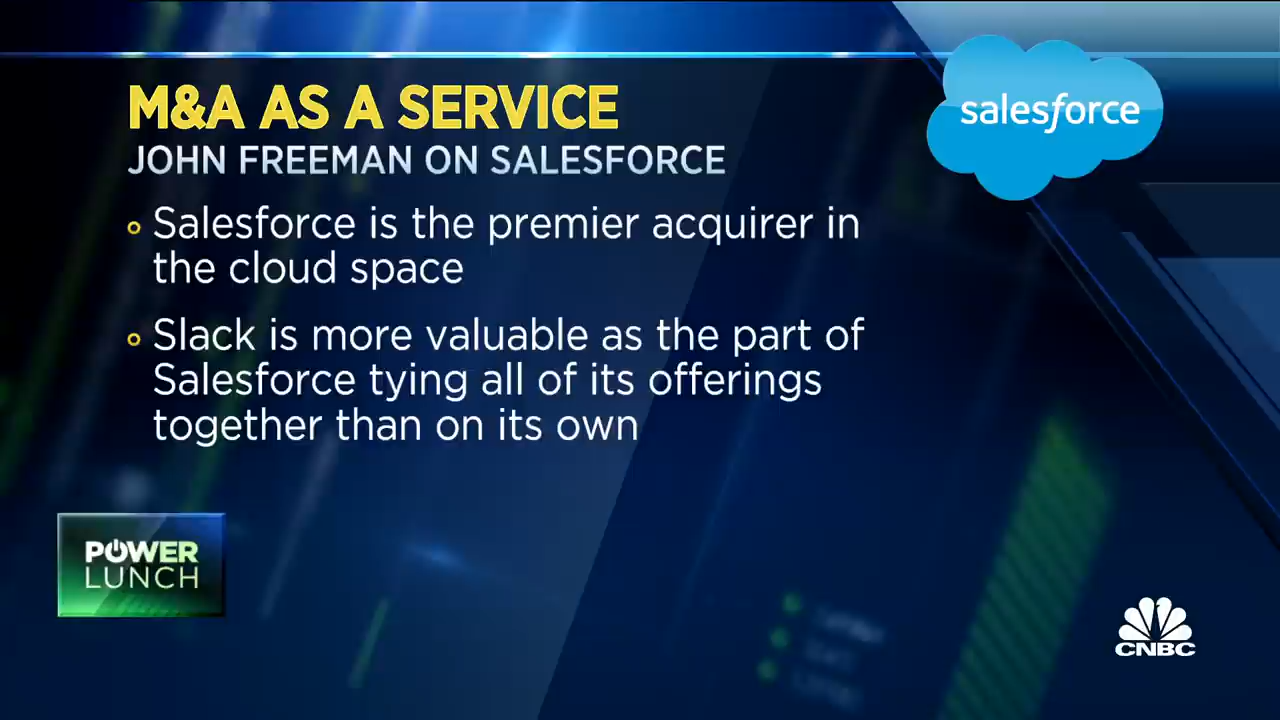 M&A AS A SERVICE
JOHN FREEMAN ON SALESFORCE
salesforce
Salesforce is the premier acquirer in
the cloud space
Slack is more valuable as the part of
Salesforce tying all of its offerings
together than on its own
POWER
LUNCH
CNBC